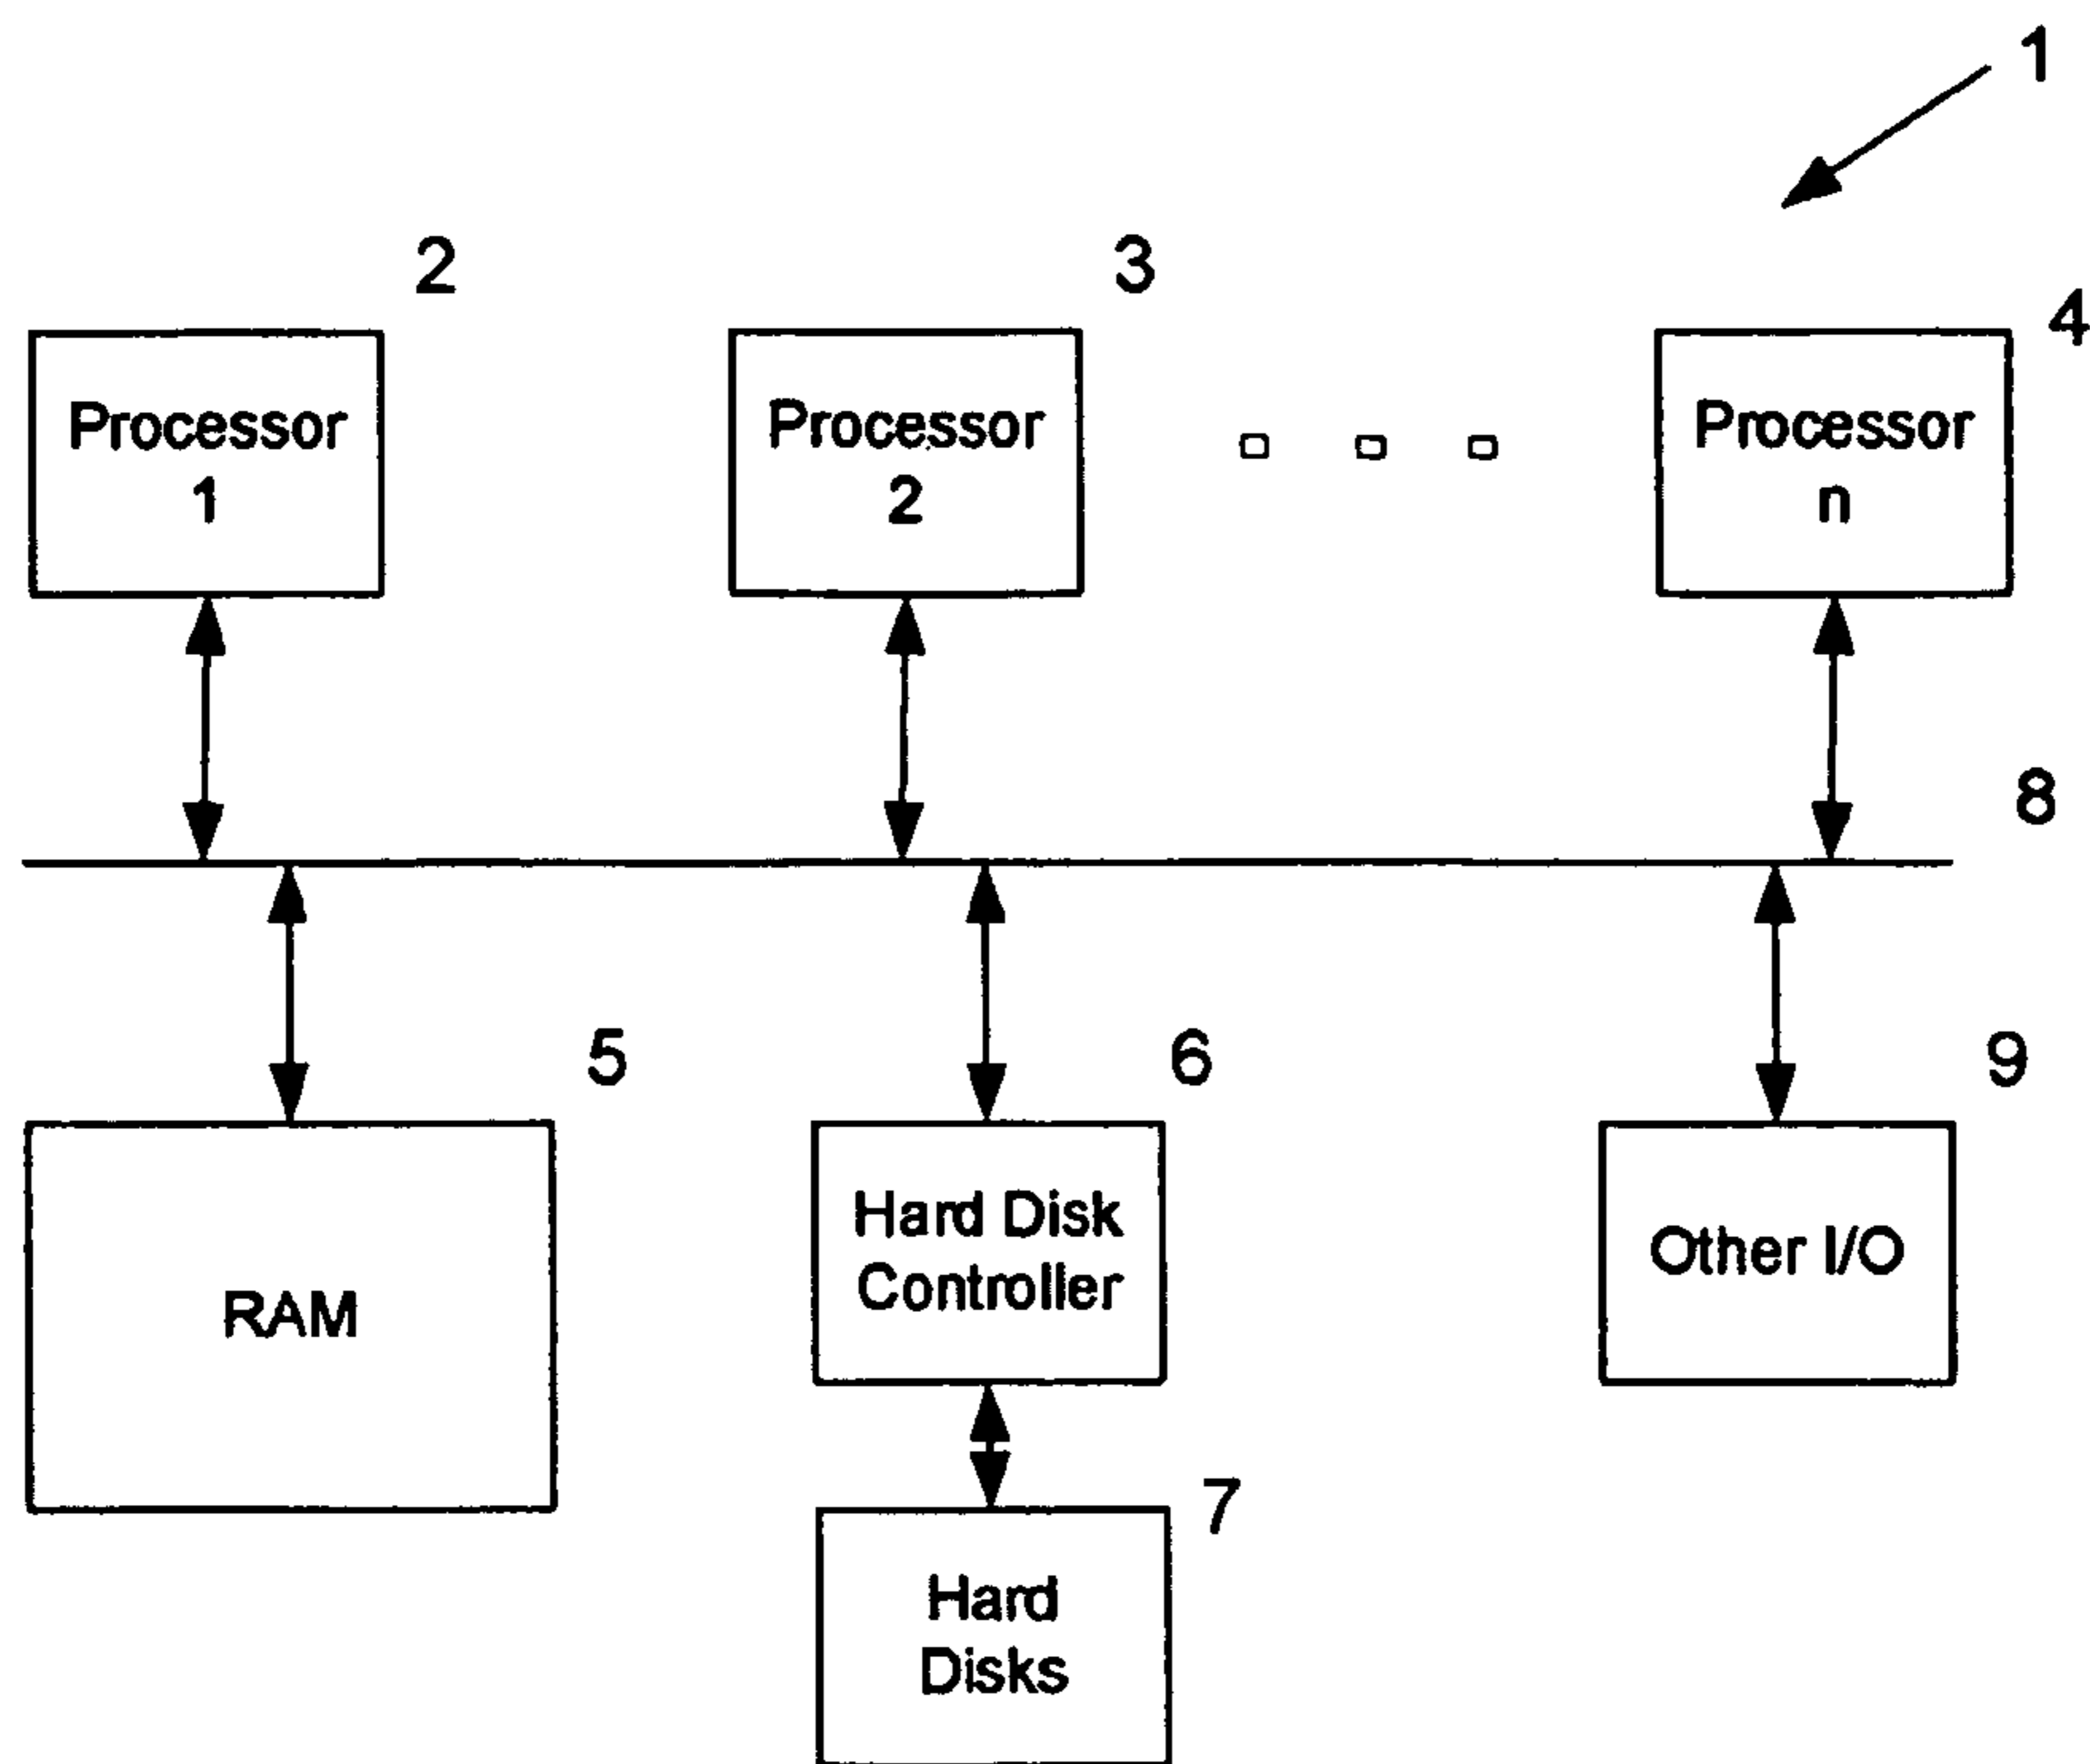 1
2
3
4
Processor
1
Processor
2
Processor
n
8
5
6
9
RAM
Hard Disk
Controller
Other I/O
7
Hard
Disks